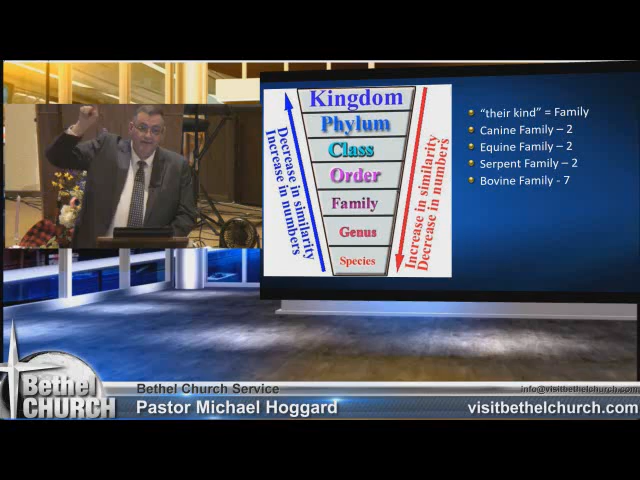 Kingdom
Phylum
Class
Order
Family
Genus
Species
Decrease in similarity
Increase in numbers
Increase in similarity
Decrease in numbers
“their kind” = Family
Canine Family – 2
Equine Family – 2
Serpent Family – 2
Bovine Family - 7
Bethel
CHURCH
Bethel Church Service
info@visitbethelchurch.com
Pastor Michael Hoggard
visitbethelchurch.com